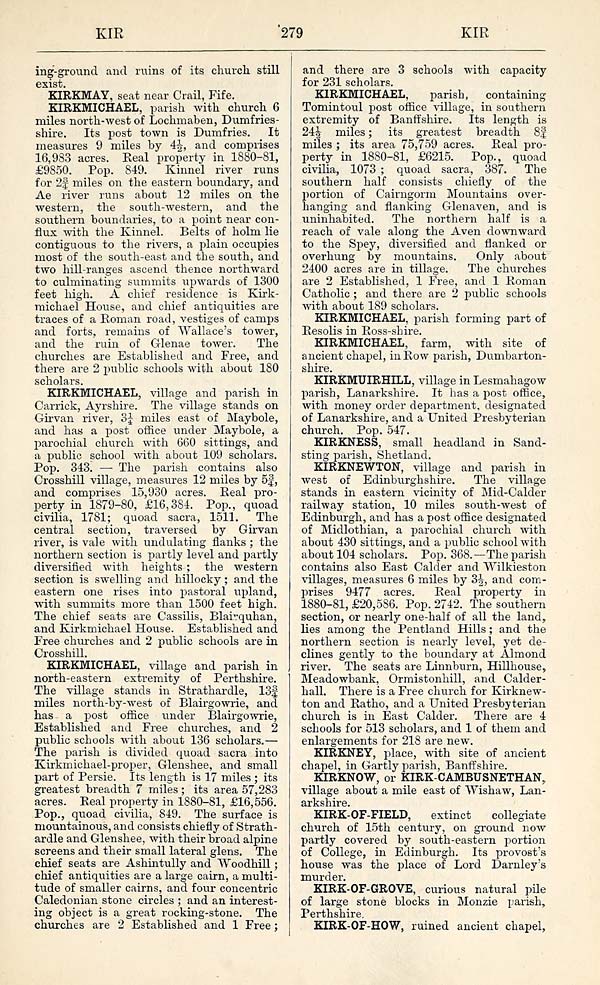 KIR '279 KIR
ing-ground and ruins of its church still
exist.
KIRKMAY, seat near Crail, Fife.
KIRKMICHAEL, parish with church 6
miles north-west of Lochmaben, Dumfries-
shire. Its post town is Dumfries. It
measures 9 miles by 4½, and comprises
16,983 acres. Real property in 1880-81,
£9850. Pop. 849. Kinnel river runs
for 2¾ miles on the eastern boundary, and
Ae river runs about 12 miles on the
western, the south-western, and the
southern boundaries, to a point near con-
flux with the Kinnel. Belts of holm lie
contiguous to the rivers, a plain occupies
most of the south-east and the south, and
two hill-ranges ascend thence northward
to culminating summits upwards of 1300
feet high. A chief residence is Kirk-
michael House, and chief antiquities are
traces of a Roman road, vestiges of camps
and forts, remains of Wallace's tower,
and the ruin of Glenae tower. The
churches are Established and Free, and
there are 2 public schools with about 180
scholars.
KIRKMICHAEL, village and parish in
Carrick, Ayrshire. The village stands on
Girvan river, 3¼ miles east of Maybole,
and has a post office under Maybole, a
parochial church with 660 sittings, and
a public school with about 109 scholars.
Pop. 343. — The parish contains also
Crosshill village, measures 12 miles by 5¾,
and comprises 15,930 acres. Real pro-
perty in 1879-80, £16,384. Pop., quoad
civilia, 1781; quoad sacra, 1511. The
central section, traversed by Girvan
river, is vale with undulating flanks; the
northern section is partly level and partly
diversified with heights; the western
section is swelling and hillocky; and the
eastern one rises into pastoral upland,
with summits more than 1500 feet high.
The chief seats are Cassilis, Blairquhan,
and Kirkmichael House. Established and
Free churches and 2 public schools are in
Crosshill.
KIRKMICHAEL, village and parish in
north-eastern extremity of Perthshire.
The village stands in Strathardle, 13¾
miles north-by-west of Blairgowrie, and
has a post office under Blairgowrie,
Established and Free churches, and 2
public schools with about 136 scholars.—
The parish is divided quoad sacra into
Kirkmichael-proper, Glenshee, and small
part of Persie. Its length is 17 miles; its
greatest breadth 7 miles; its area 57,283
acres. Real property in 1880-81, £16,556.
Pop., quoad civilia, 849. The surface is
mountainous, and consists chiefly of Strath-
ardle and Glenshee, with their broad alpine
screens and their small lateral glens. The
chief seats are Ashintully and Woodhill;
chief antiquities are a large cairn, a multi-
tude of smaller cairns, and four concentric
Caledonian stone circles; and an interest-
ing object is a great rocking-stone. The
churches are 2 Established and 1 Free;
and there are 3 schools with capacity
for 231 scholars.
KIRKMICHAEL, parish, containing
Tomintoul post office village, in southern
extremity of Banffshire. Its length is
24½ miles; its greatest breadth 8¾
miles; its area 75,759 acres. Real pro-
perty in 1880-81, £6215. Pop., quoad
civilia, 1073; quoad sacra, 387. The
southern half consists chiefly of the
portion of Cairngorm Mountains over-
hanging and flanking Glenaven, and is
uninhabited. The northern half is a
reach of vale along the Aven downward
to the Spey, diversified and flanked or
overhung by mountains. Only about
2400 acres are in tillage. The churches
are 2 Established, 1 Free, and 1 Roman
Catholic; and there are 2 public schools
with about 189 scholars.
KIRKMICHAEL, parish forming part of
Resolis in Ross-shire.
KIRKMICHAEL, farm, with site of
ancient chapel, in Row parish, Dumbarton-
shire.
KIRKMUIRHILL, village in Lesmahagow
parish, Lanarkshire. It has a post office,
with money order department, designated
of Lanarkshire, and a United Presbyterian
church. Pop. 547.
KIRKNESS, small headland in Sand-
sting parish, Shetland.
KIRKNEWTON, village and parish in
west of Edinburghshire. The village
stands in eastern vicinity of Mid-Calder
railway station, 10 miles south-west of
Edinburgh, and has a post office designated
of Midlothian, a parochial church with
about 430 sittings, and a public school with
about 104 scholars. Pop. 368.—The parish
contains also East Calder and Wilkieston
villages, measures 6 miles by 3½, and com-
prises 9477 acres. Real property in
1880-81, £20,586. Pop. 2742. The southern
section, or nearly one-half of all the land,
lies among the Pentland Hills; and the
northern section is nearly level, yet de-
clines gently to the boundary at Almond
river. The seats are Linnburn, Hillhouse,
Meadowbank, Ormistonhill, and Calder-
hall. There is a Free church for Kirknew-
ton and Ratho, and a United Presbyterian
church is in East Calder. There are 4
schools for 513 scholars, and 1 of them and
enlargements for 218 are new.
KIRKNEY, place, with site of ancient
chapel, in Gartly parish, Banffshire.
KIRKNOW, or KIRK-CAMBUSNETHAN,
village about a mile east of Wishaw, Lan-
arkshire.
KIRK-OF-FIELD, extinct collegiate
church of 15th century, on ground now
partly covered by south-eastern portion
of College, in Edinburgh. Its provost's
house was the place of Lord Darnley's
murder.
KIRK-OF-GROVE, curious natural pile
of large stone blocks in Monzie parish,
Perthshire.
KIRK-OF-HOW, ruined ancient chapel,